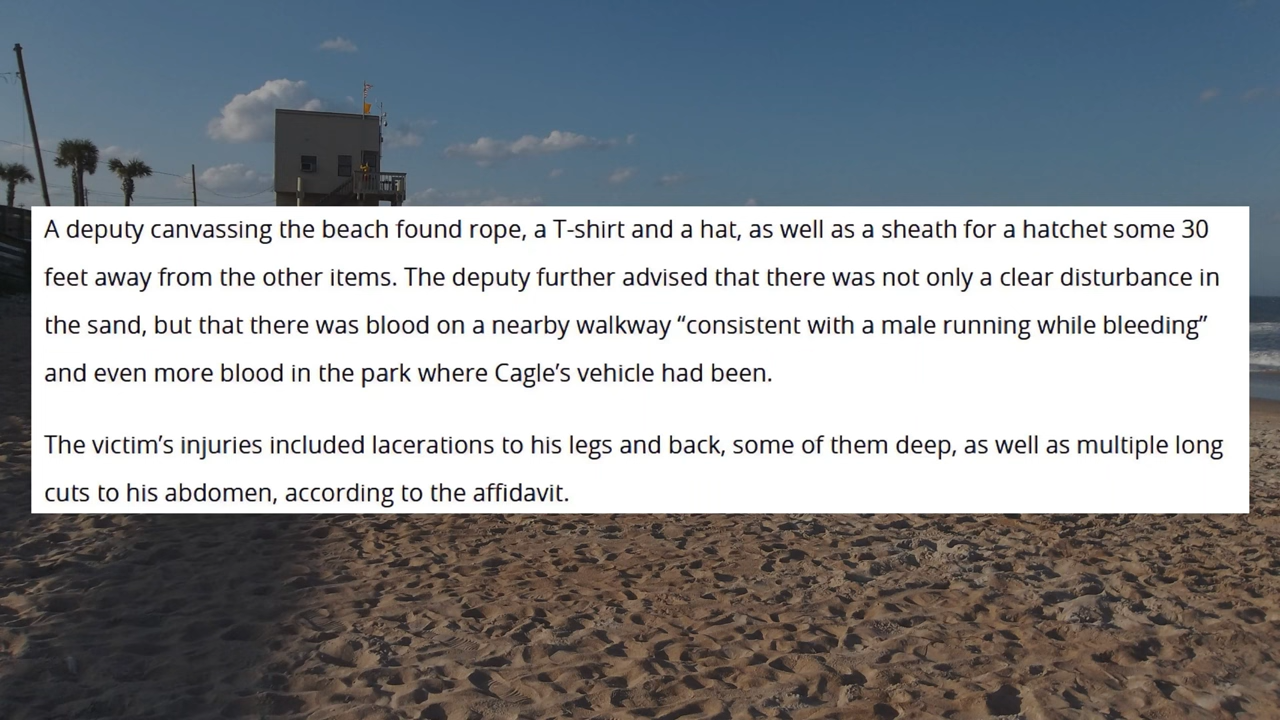 A deputy canvassing the beach found rope, a T-shirt and a hat, as well as a sheath for a hatchet some 30
feet away from the other items. The deputy further advised that there was not only a clear disturbance in
the sand, but that there was blood on a nearby walkway “consistent with a male running while bleeding”
and even more blood in the park where Cagle’s vehicle had been.
The victim’s injuries included lacerations to his legs and back, some of them deep, as well as multiple long
cuts to his abdomen, according to the affidavit.